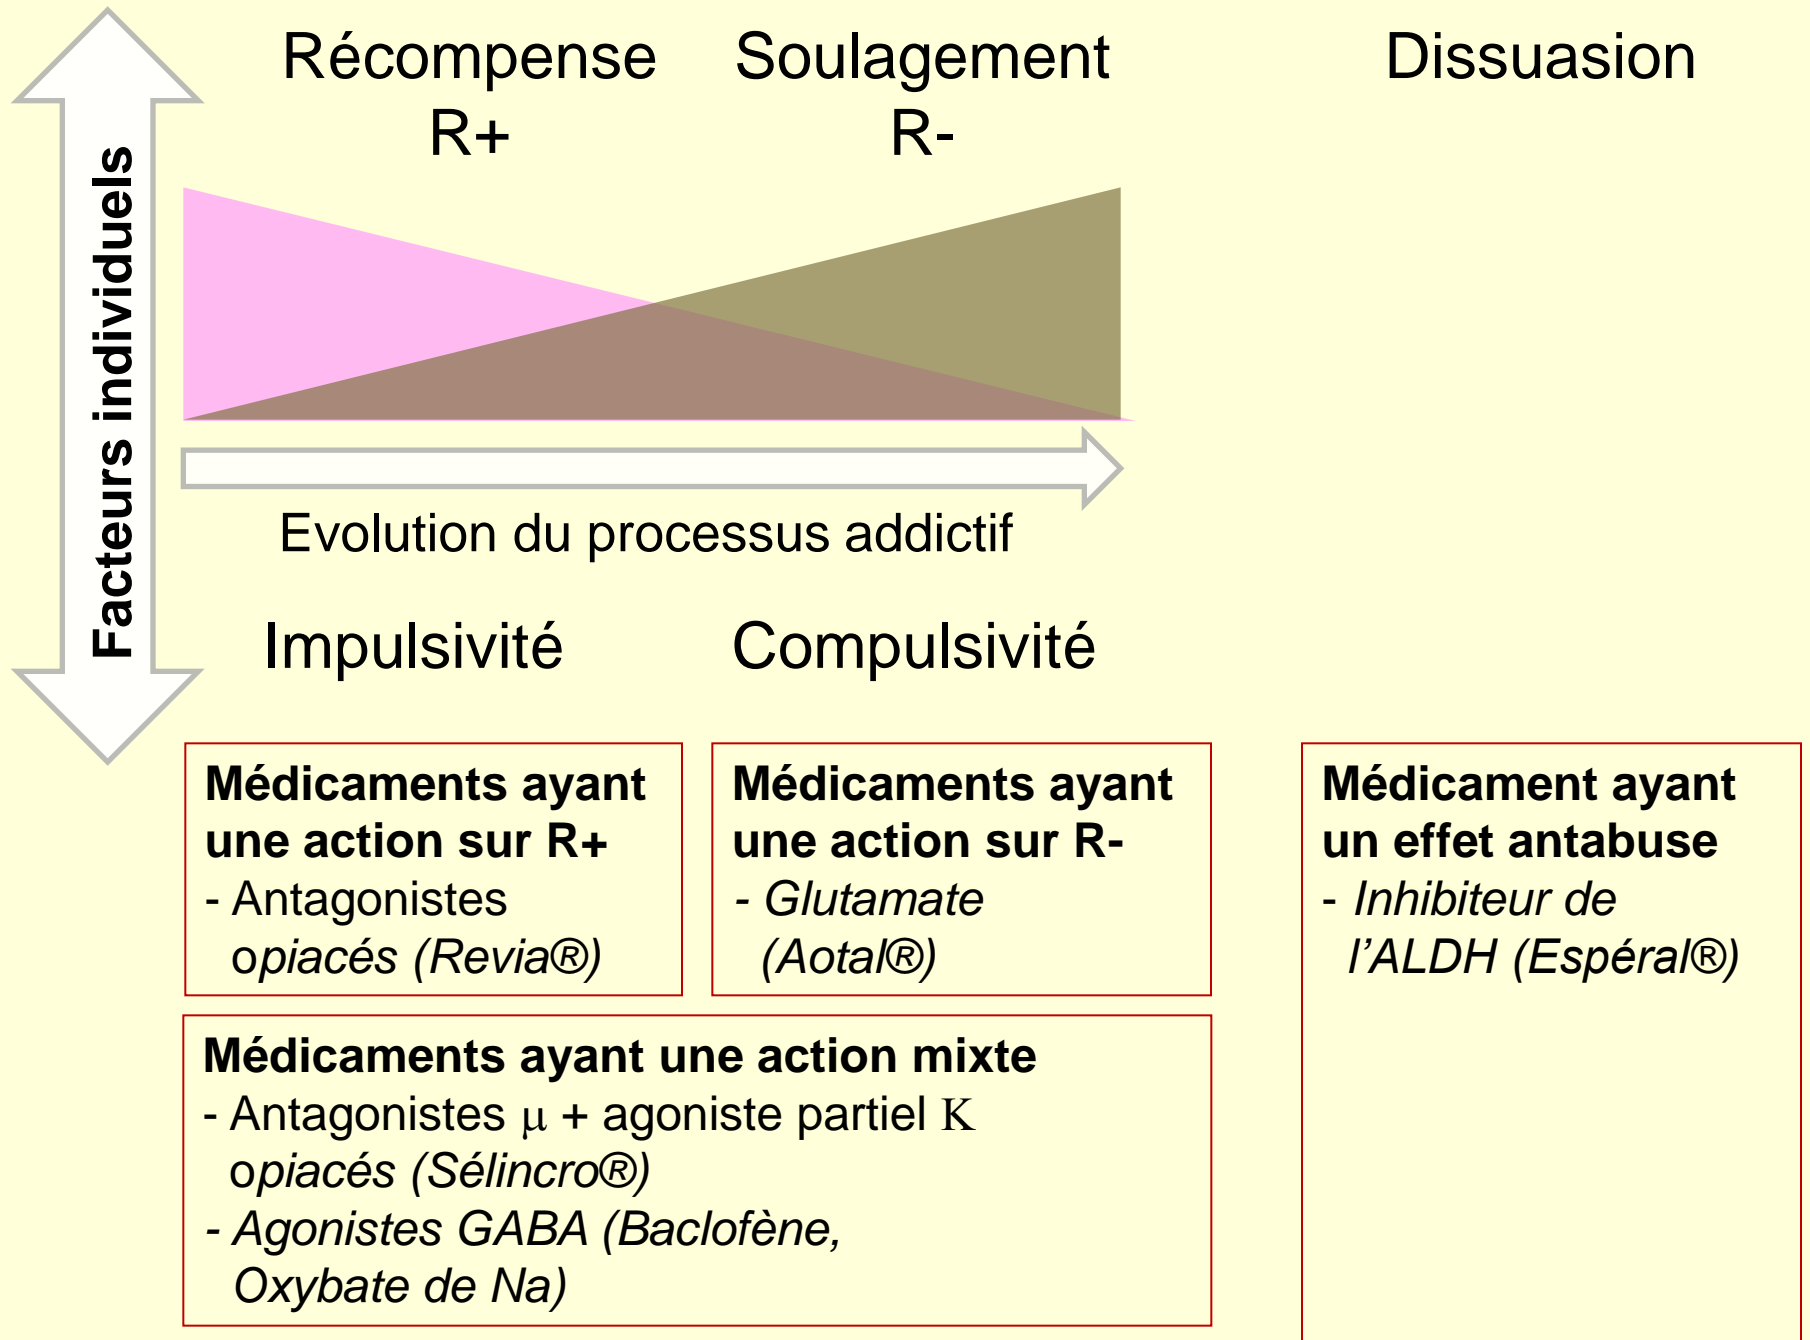 Récompense
R+
Soulagement
R-
Dissuasion
Facteurs individuels
Evolution du processus addictif
Impulsivité
Compulsivité
Médicaments ayant
une action sur R+
- Antagonistes
opiacés (Revia®)
Médicaments ayant
une action sur R-
- Glutamate
(Aotal®)
Médicament ayant
un effet antabuse
- Inhibiteur de
l’ALDH (Espéral®)
Médicaments ayant une action mixte
- Antagonistes μ + agoniste partiel Κ
opiacés (Sélincro®)
- Agonistes GABA (Baclofène,
Oxybate de Na)